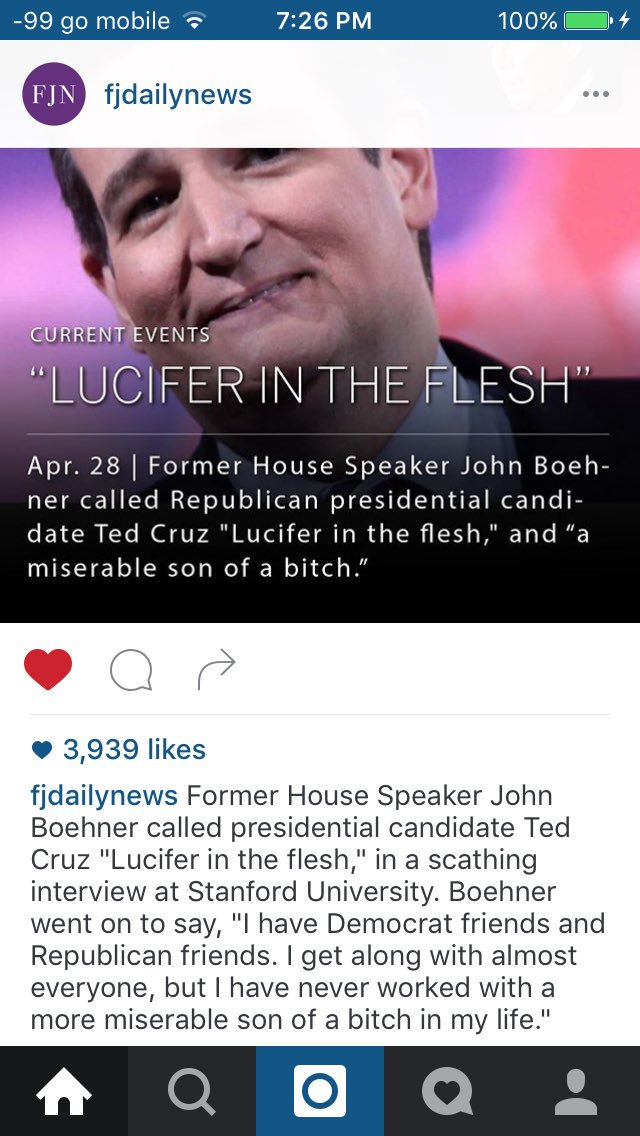 -99 go mobile 7:26 PM 100%
FJN fjdailynews
CURRENT EVENTS
“LUCIFER IN THE FLESH”
Apr. 28 | Former House Speaker John Boeh-
ner called Republican presidential candi-
date Ted Cruz "Lucifer in the flesh," and “a
miserable son of a bitch.”
3,939 likes
fjdailynews Former House Speaker John
Boehner called presidential candidate Ted
Cruz "Lucifer in the flesh," in a scathing
interview at Stanford University. Boehner
went on to say, "I have Democrat friends and
Republican friends. I get along with almost
everyone, but I have never worked with a
more miserable son of a bitch in my life."